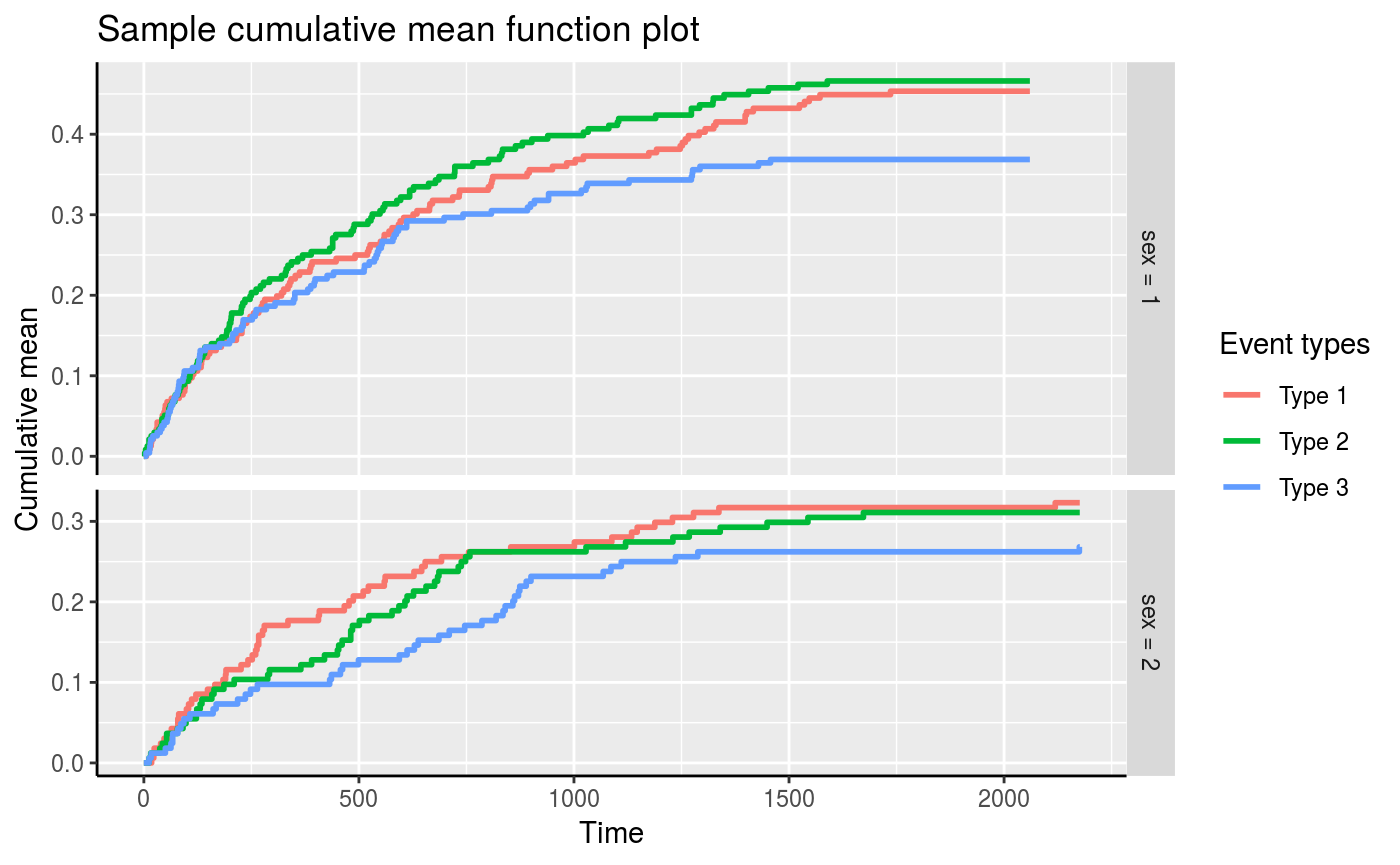 Sample cumulative mean function plot
Cumulative mean
0.4
0.3
0.2
0.1
0.0
sex = 1
0.3
0.2
0.1
0.0
sex = 2
0 500 1000 1500 2000
Time
Event types
Type 1
Type 2
Type 3